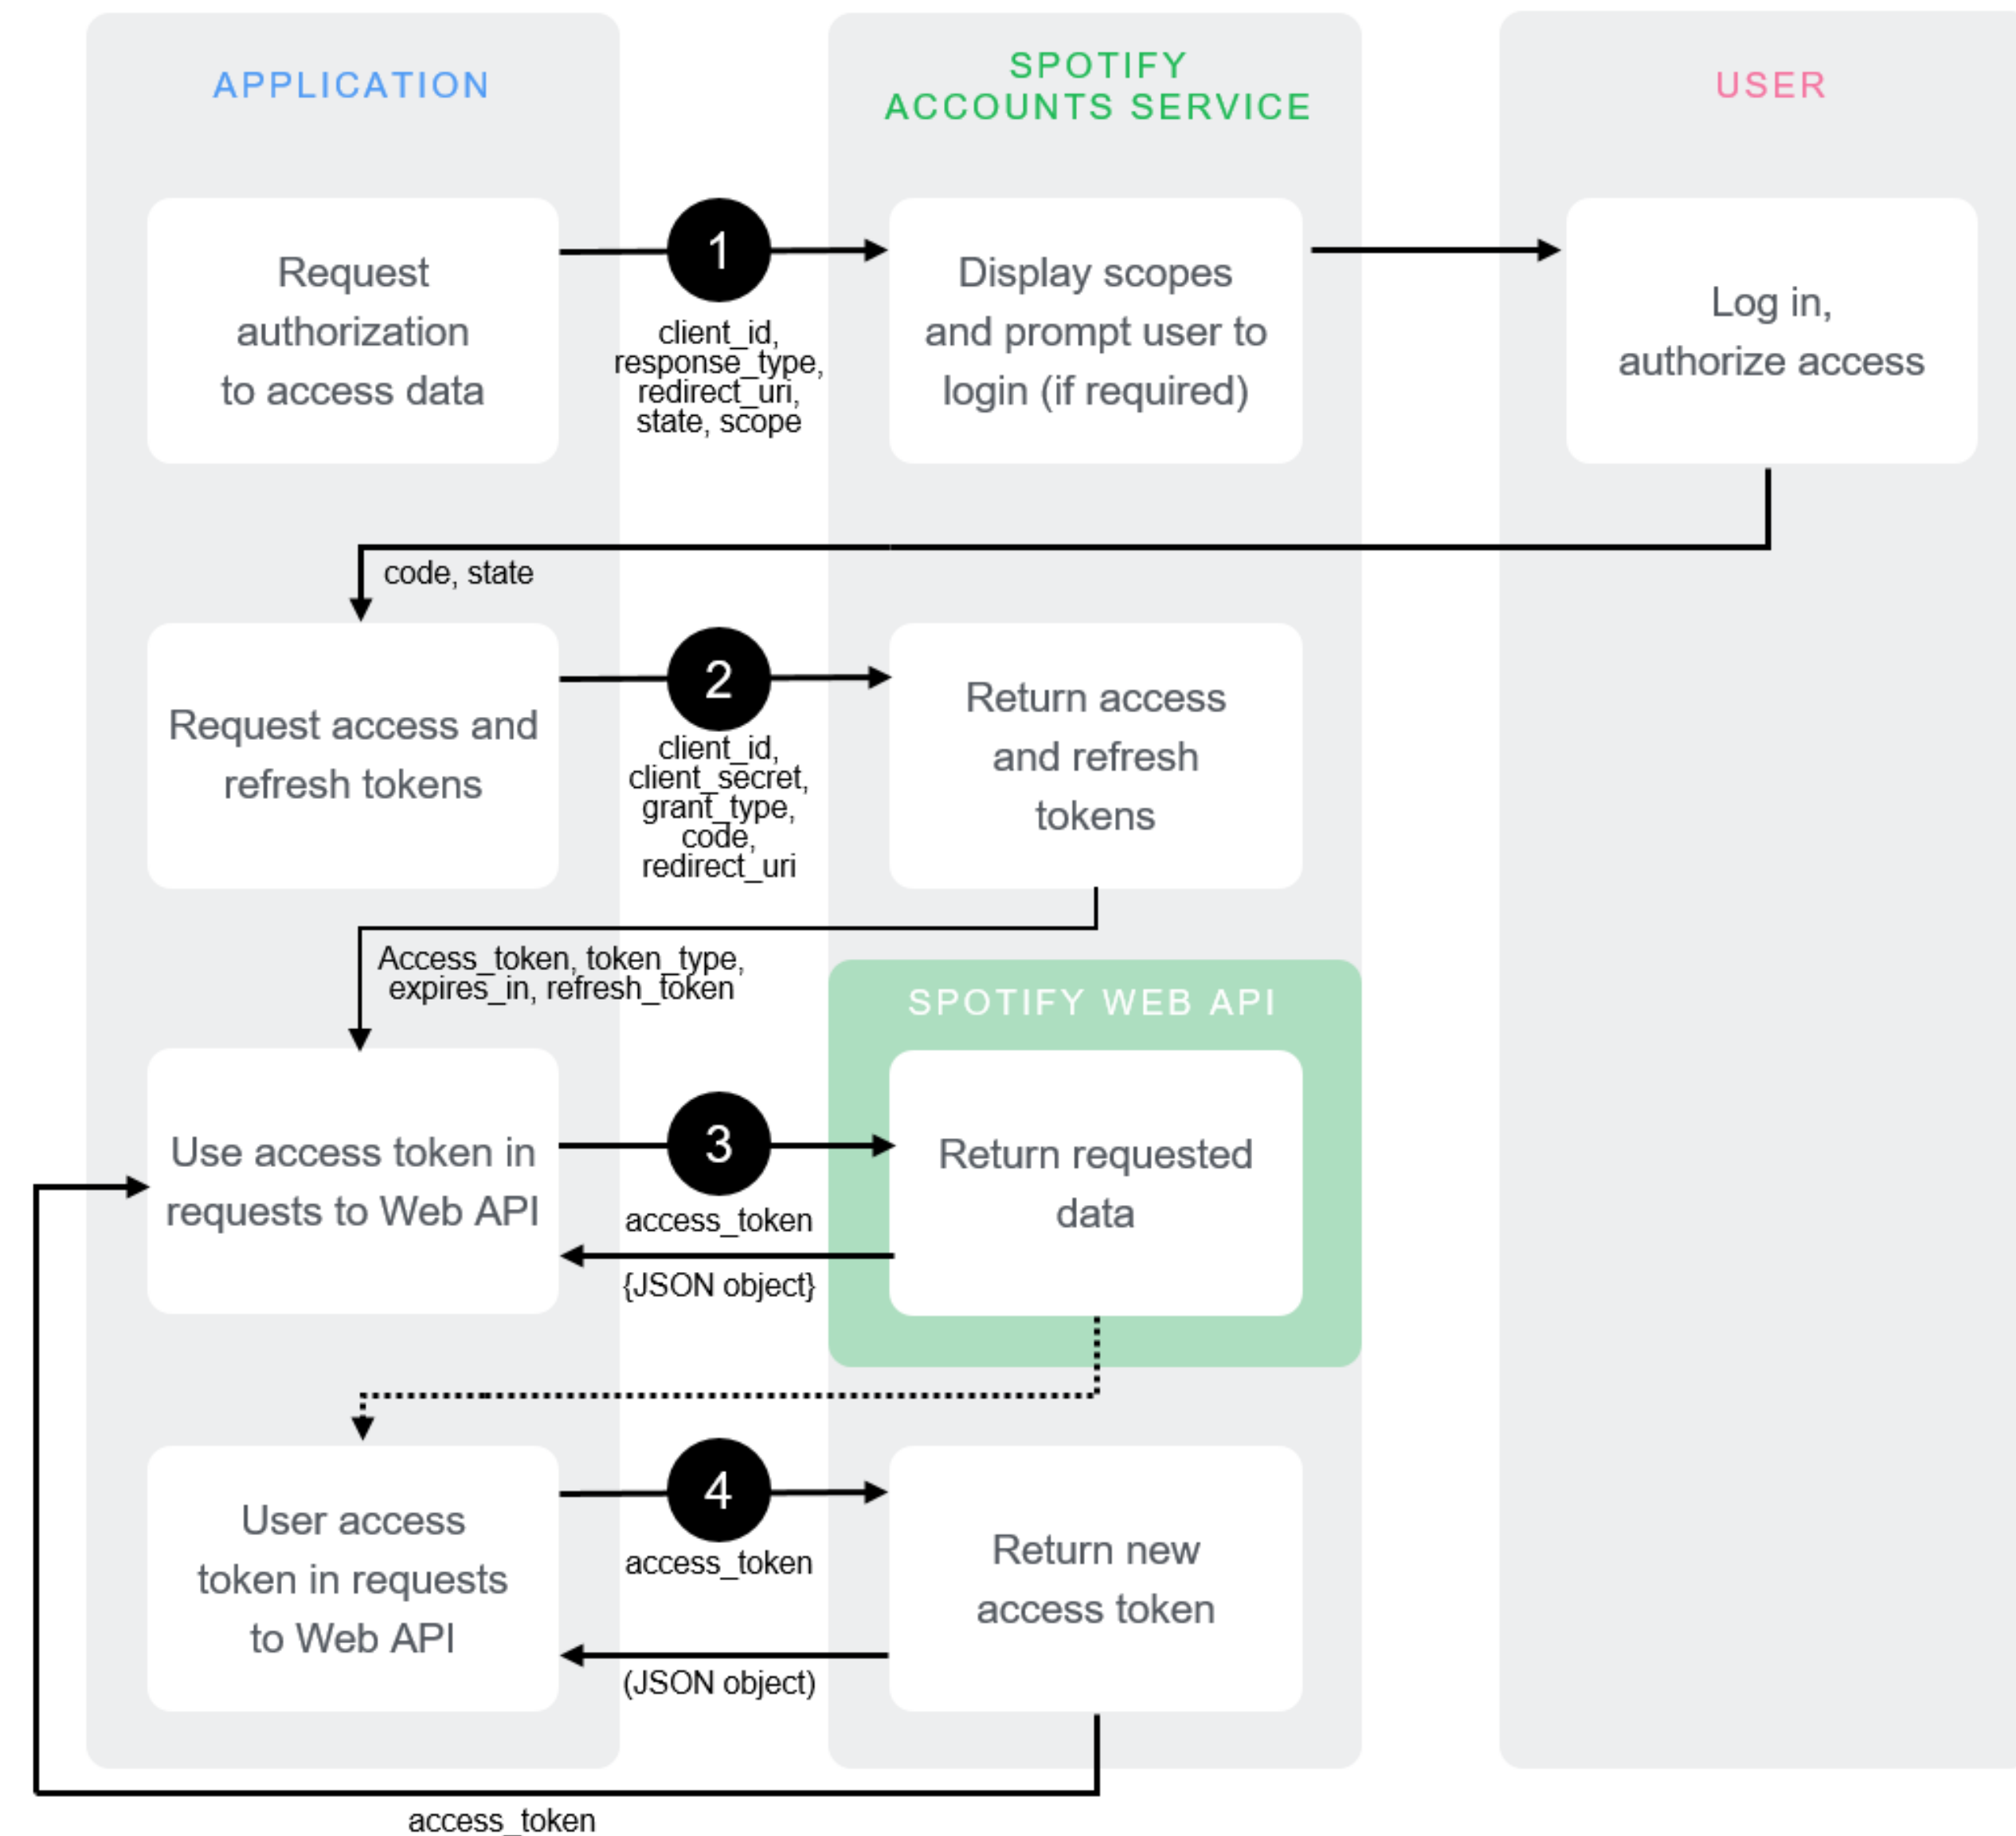 APPLICATION
SPOTIFY
ACCOUNTS SERVICE
USER
Request
authorization
to access data
1
client_id,
response_type,
redirect_uri,
state, scope
Display scopes
and prompt user to
login (if required)
Log in,
authorize access
code, state
Request access and
refresh tokens
2
client_id,
client_secret,
grant_type,
code,
redirect_uri
Return access
and refresh
tokens
Access_token, token_type,
expires_in, refresh_token
SPOTIFY WEB API
Use access token in
requests to Web API
3
access_token
{JSON object}
Return requested
data
User access
token in requests
to Web API
4
access_token
(JSON object)
Return new
access token
access_token